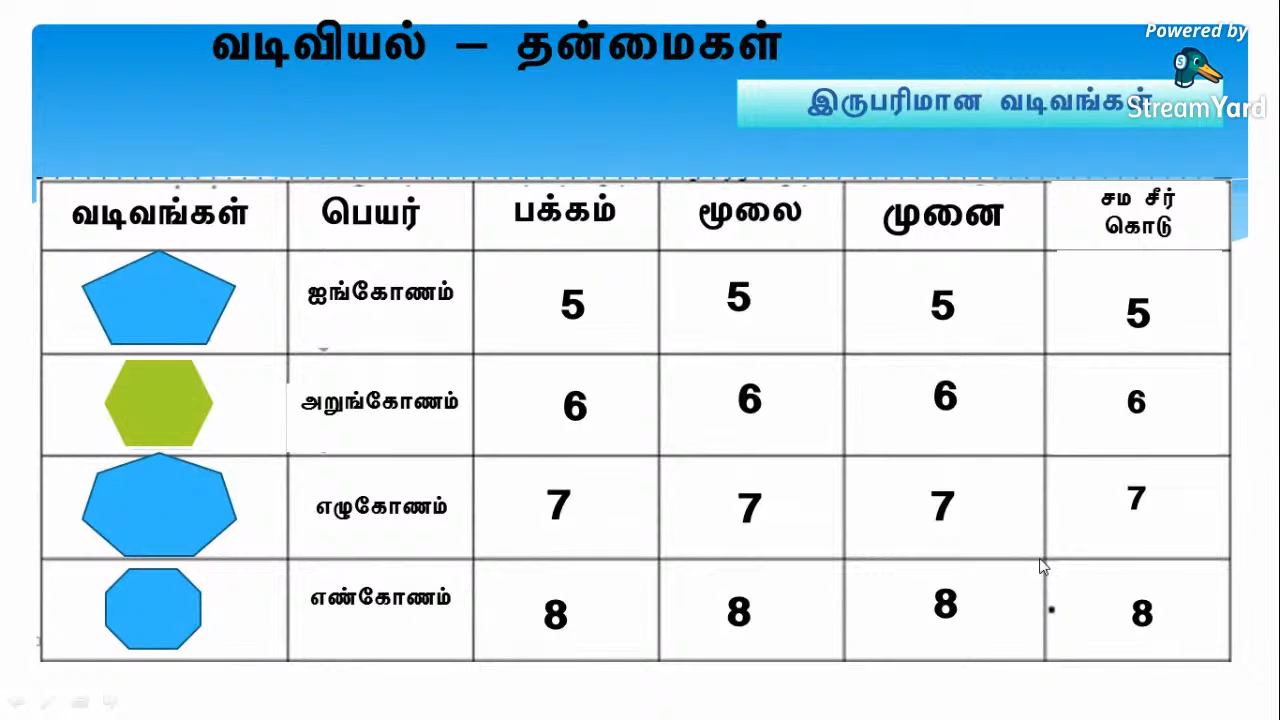 வடிவியல் – தன்மைகள்
Powered by
இருபரிமான வடிவங்கள்
StreamYard
வடிவங்கள் பெயர் பக்கம் மூலை முனை சம சீர்
கொடு
ஐங்கோணம் 5 5 5 5
அறுங்கோணம் 6 6 6 6
எழுகோணம் 7 7 7 7
எண்கோணம் 8 8 8 8